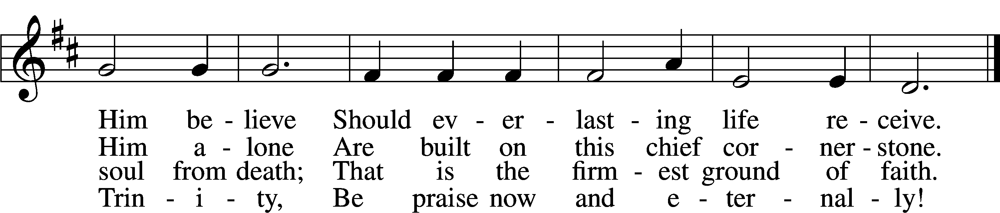 Him be - lieve Should ev - er - last - ing life re - ceive.
Him a - lone Are built on this chief cor - ner - stone.
soul from death; That is the firm - est ground of faith.
Trin - i - ty, Be praise now and e - ter - nal - ly!